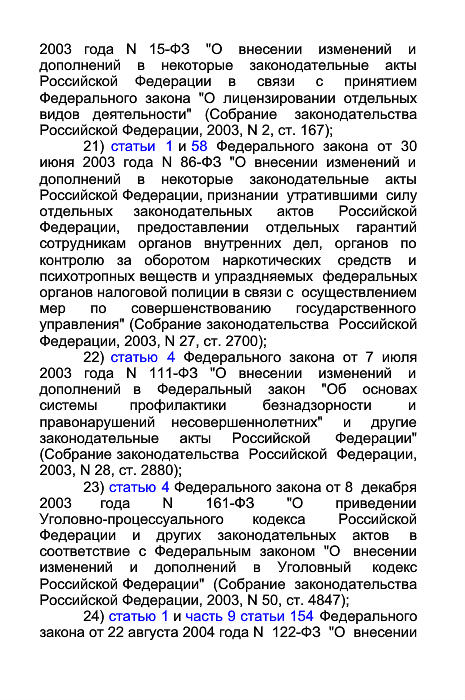 2003 года N 15-ФЗ "О внесении изменений и
дополнений в некоторые законодательные акты
Российской Федерации в связи с принятием
Федерального закона "О лицензировании отдельных
видов деятельности" (Собрание законодательства
Российской Федерации, 2003, N 2, ст. 167);
21) статьи 1 и 58 Федерального закона от 30
июня 2003 года N 86-ФЗ "О внесении изменений и
дополнений в некоторые законодательные акты
Российской Федерации, признании утратившими силу
отдельных законодательных актов Российской
Федерации, предоставлении отдельных гарантий
сотрудникам органов внутренних дел, органов по
контролю за оборотом наркотических средств и
психотропных веществ и упраздняемых федеральных
органов налоговой полиции в связи с осуществлением
мер по совершенствованию государственного
управления" (Собрание законодательства Российской
Федерации, 2003, N 27, ст. 2700);
22) статью 4 Федерального закона от 7 июля
2003 года N 111-ФЗ "О внесении изменений и
дополнений в Федеральный закон "Об основах
системы профилактики безнадзорности и
правонарушений несовершеннолетних" и другие
законодательные акты Российской Федерации"
(Собрание законодательства Российской Федерации,
2003, N 28, ст. 2880);
23) статью 4 Федерального закона от 8 декабря
2003 года N 161-ФЗ "О приведении
Уголовно-процессуального кодекса Российской
Федерации и других законодательных актов в
соответствие с Федеральным законом "О внесении
изменений и дополнений в Уголовный кодекс
Российской Федерации" (Собрание законодательства
Российской Федерации, 2003, N 50, ст. 4847);
24) статью 1 и часть 9 статьи 154 Федерального
закона от 22 августа 2004 года N 122-ФЗ "О внесении